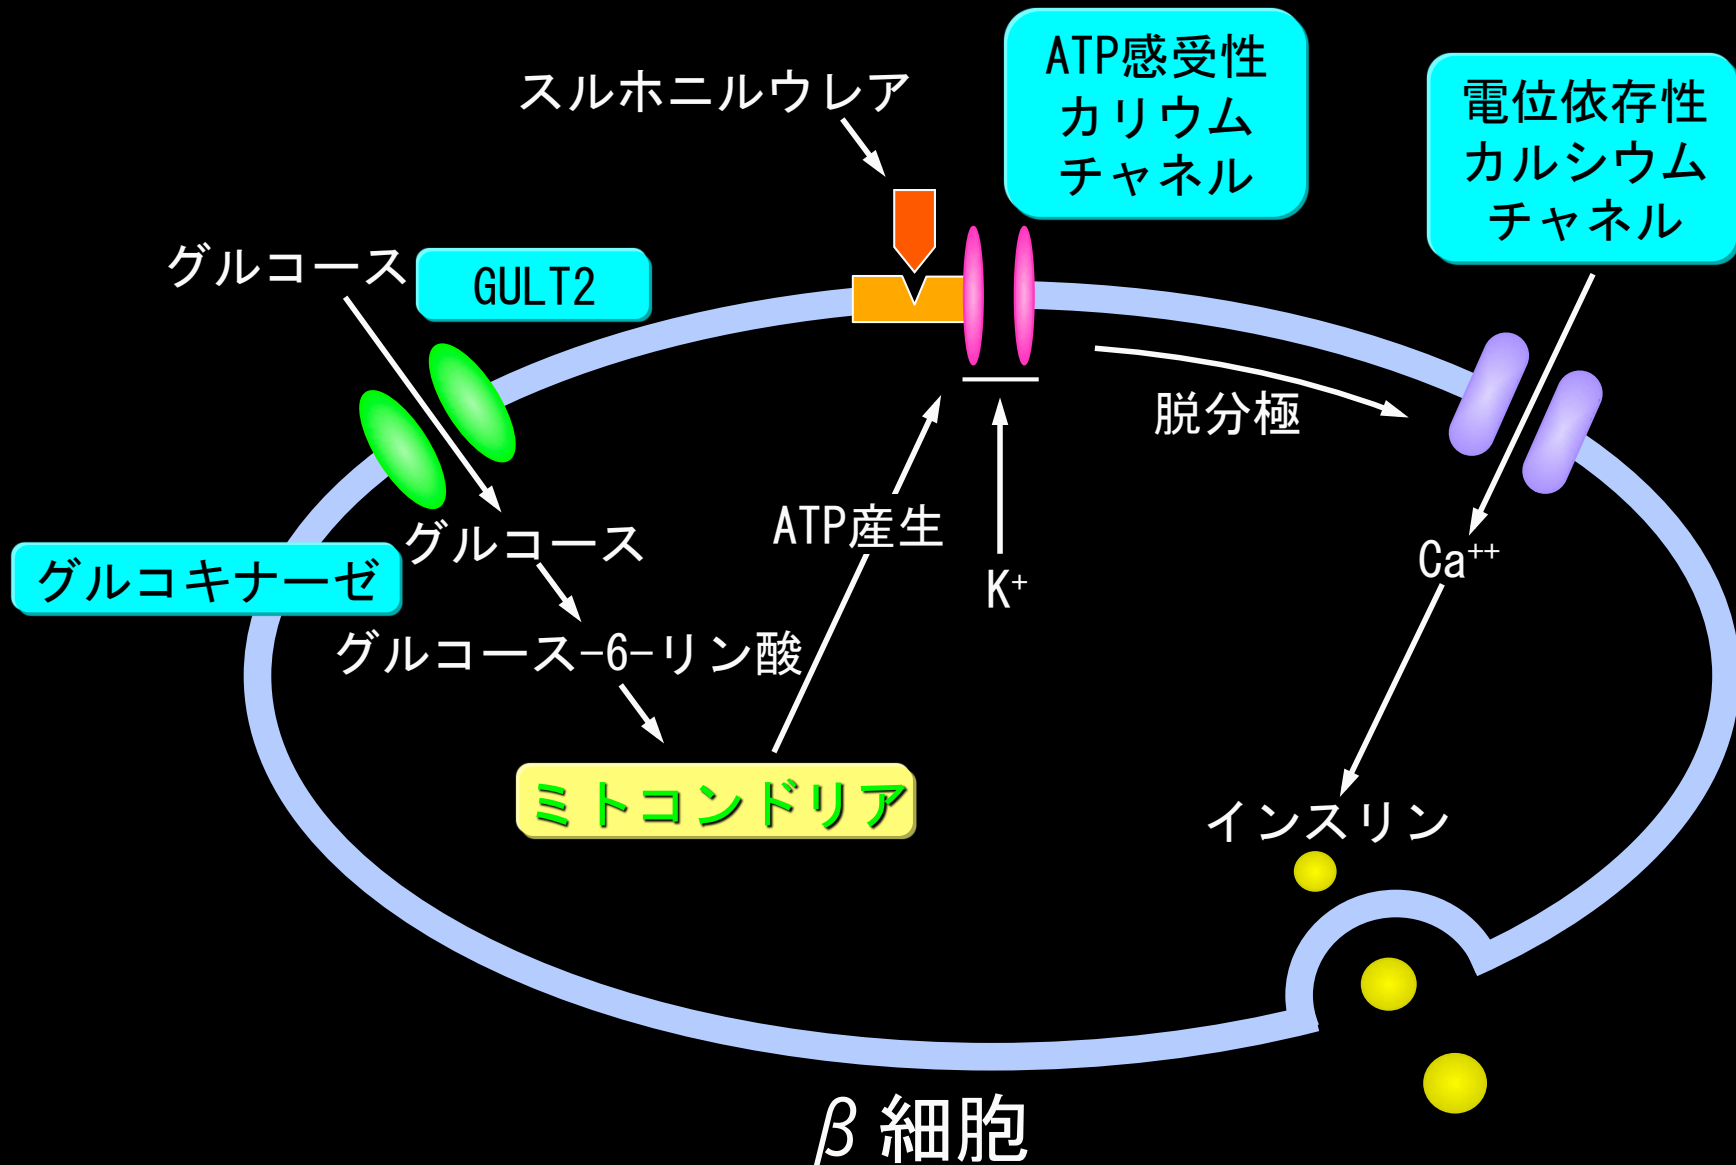 スルホニルウレア
ATP感受性
カリウム
チャネル
電位依存性
カルシウム
チャネル
グルコース
GULT2
脱分極
グルコース
ATP産生
Ca⁺⁺
グルコキナーゼ
K⁺
グルコース-6-リン酸
ミトコンドリア
インスリン
β細胞